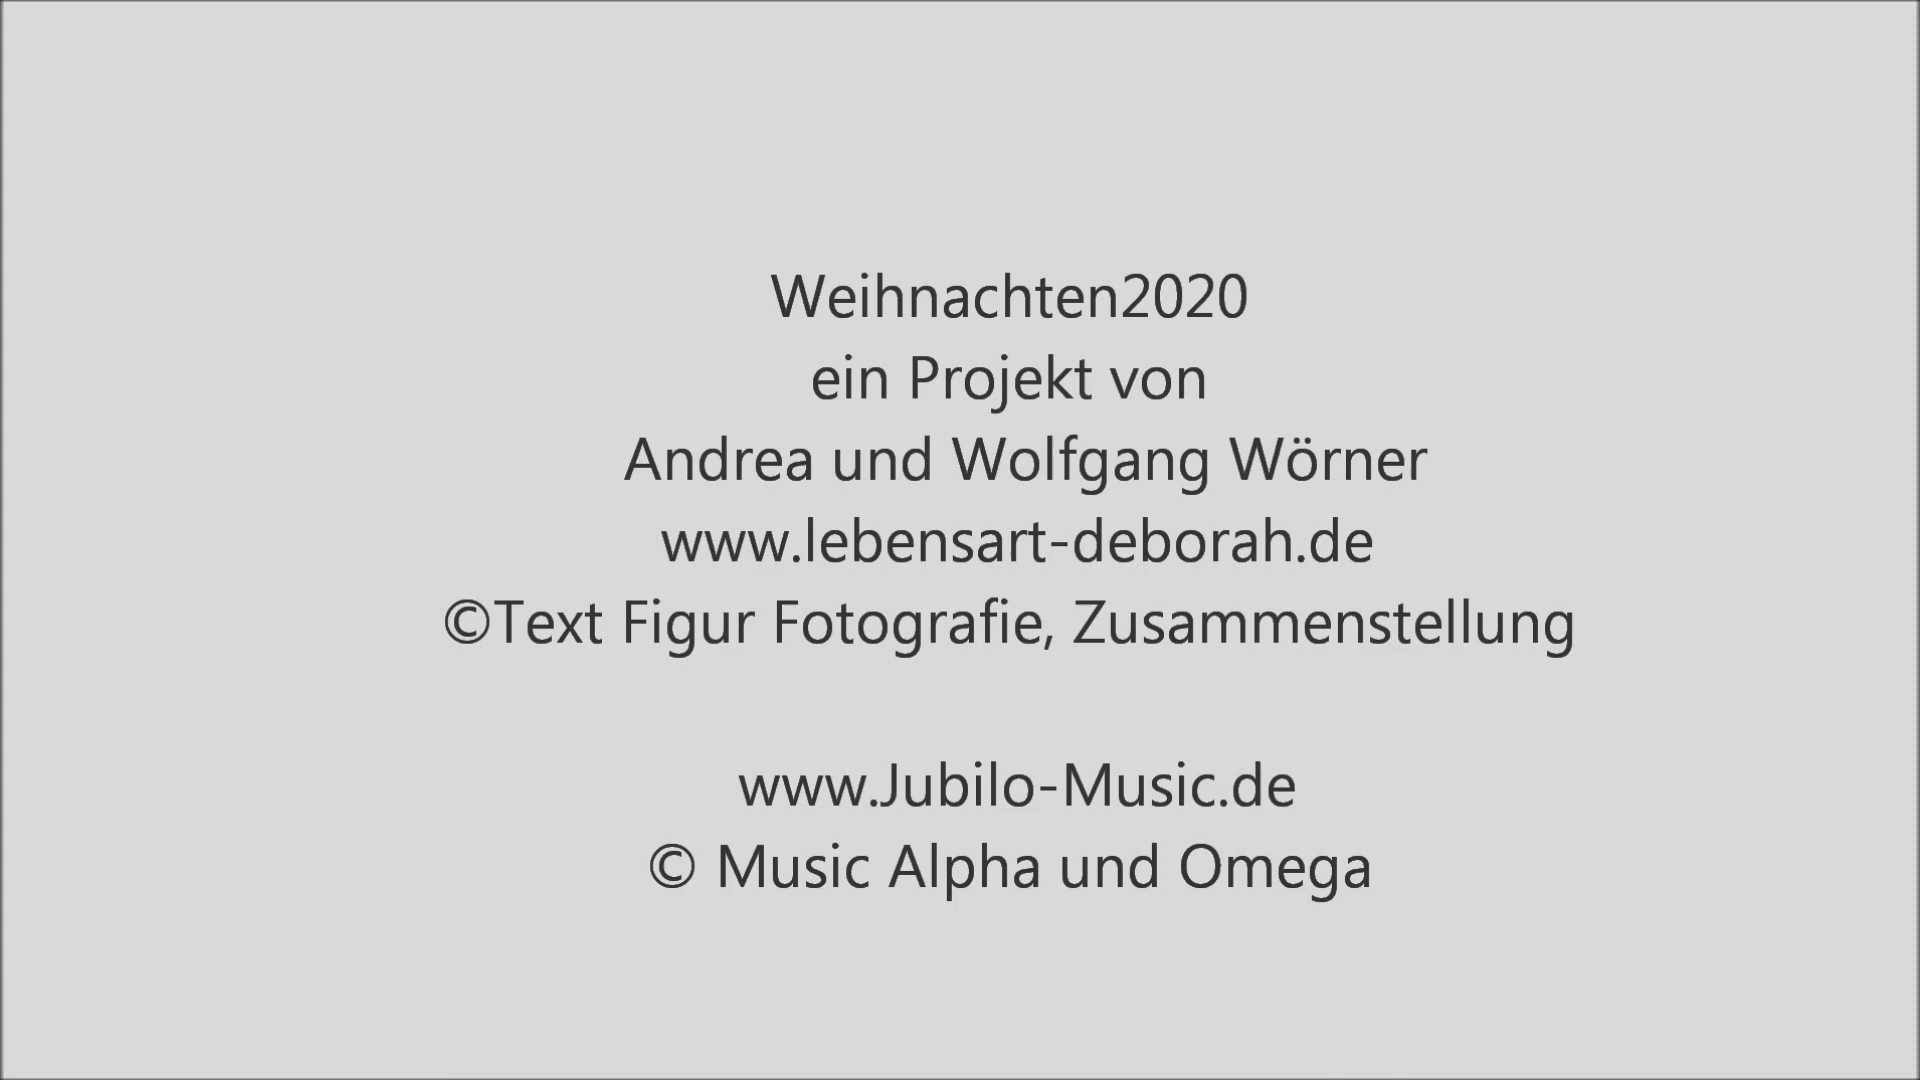 Weihnachten2020
ein Projekt von
Andrea und Wolfgang Wörner
www.lebensart-deborah.de
©Text Figur Fotografie, Zusammenstellung
www.Jubilo-Music.de
© Music Alpha und Omega